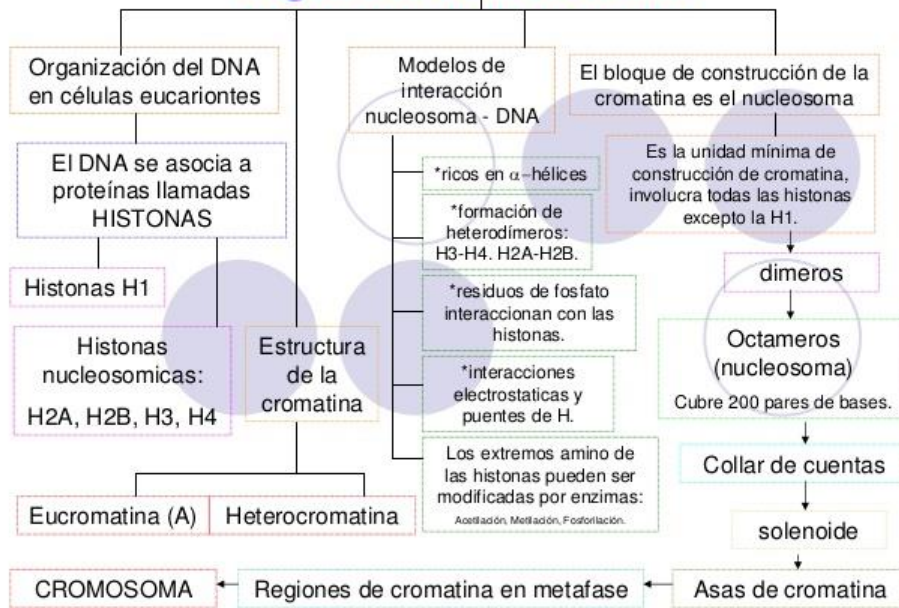 Organización del DNA
en células eucariontes
El DNA se asocia a
proteínas llamadas
HISTONAS
Histonas H1
Histonas
nucleosomicas:
H2A, H2B, H3, H4
Estructura
de la
cromatina
Eucromatina (A)
Heterocromatina
Modelos de
interacción
nucleosoma - DNA
*ricos en α–hélices
*formación de
heterodímeros:
H3-H4. H2A-H2B.
*residuos de fosfato
interaccionan con las
histonas.
*interacciones
electrostaticas y
puentes de H.
Los extremos amino de
las histonas pueden ser
modificadas por enzimas:
Acetilación, Metilación, Fosforilación.
El bloque de construcción de la
cromatina es el nucleosoma
Es la unidad mínima de
construcción de cromatina,
involucra todas las histonas
excepto la H1.
dimeros
Octameros
(nucleosoma)
Cubre 200 pares de bases.
Collar de cuentas
solenoide
Asas de cromatina
Regiones de cromatina en metafase
CROMOSOMA